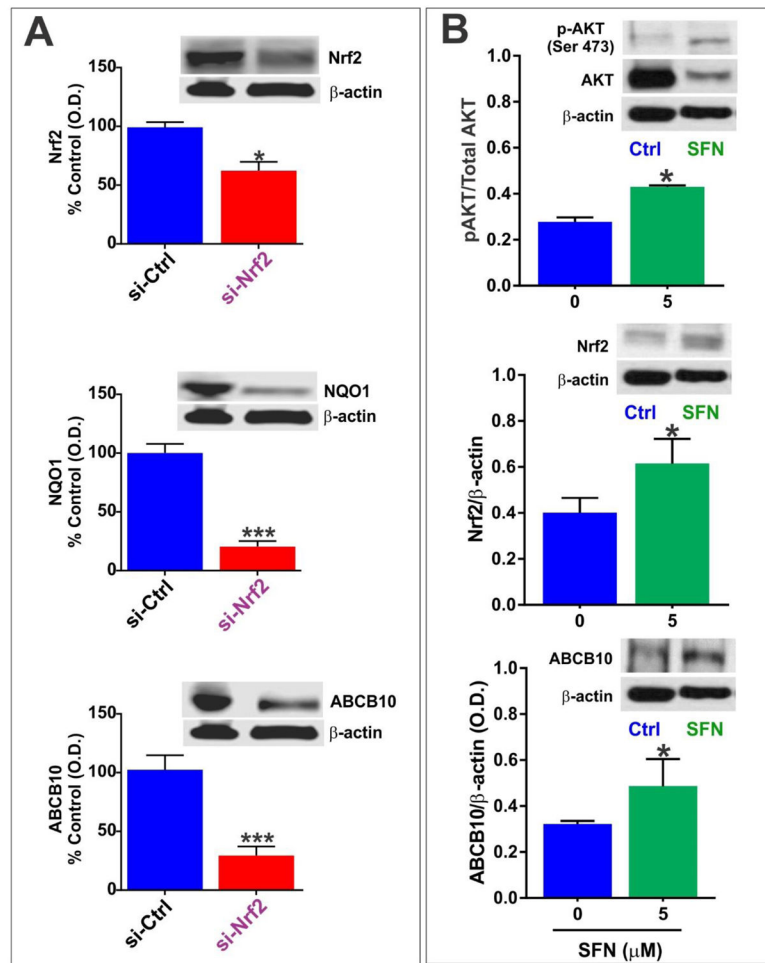 A
Nrf2
β-actin
Nrf2
% Control (O.D.)
150
100
50
0
*
si-Ctrl
si-Nrf2
NQO1
β-actin
NQO1
% Control (O.D.)
150
100
50
0
***
si-Ctrl
si-Nrf2
ABCB10
β-actin
ABCB10
% Control (O.D.)
150
100
50
0
***
si-Ctrl
si-Nrf2
B
p-AKT
(Ser 473)
AKT
β-actin
Ctrl SFN
pAKT/Total AKT
1.0
0.8
0.6
0.4
0.2
0.0
*
0 5
Nrf2
β-actin
Ctrl SFN
Nrf2/β-actin
1.0
0.8
0.6
0.4
0.2
0.0
*
0 5
ABCB10
β-actin
Ctrl SFN
ABCB10/β-actin (O.D.)
1.0
0.8
0.6
0.4
0.2
0.0
*
0 5
SFN (μM)